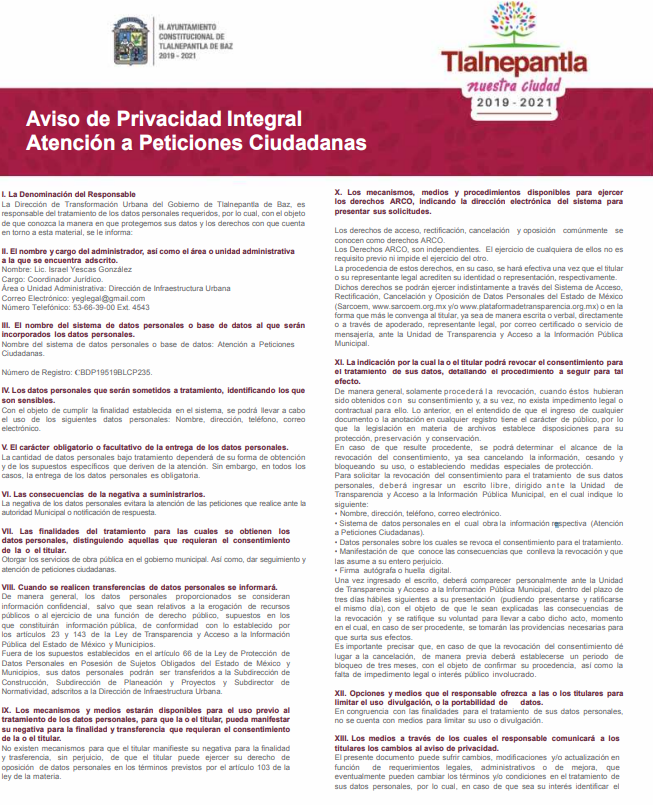 H. AYUNTAMIENTO
CONSTITUCIONAL DE
TLALNEPANTLA DE BAZ
2019 - 2021
Tlalnepantla
nuestra ciudad
2019 - 2021
Aviso de Privacidad Integral
Atención a Peticiones Ciudadanas
I. La Denominación del Responsable
La Dirección de Transformación Urbana del Gobierno de Tlalnepantla de Baz, es
responsable del tratamiento de los datos personales requeridos, por lo cual, con el objeto
de que conozca la manera en que protegemos sus datos y los derechos con que cuenta
en torno a esta material, se le informa:
II. El nombre y cargo del administrador, así como el área o unidad administrativa
a la que se encuentra adscrito.
Nombre: Lic. Israel Yescas González
Cargo: Coordinador Jurídico.
Área o Unidad Administrativa: Dirección de Infraestructura Urbana
Correo Electrónico: yeglegal@gmail.com
Número Telefónico: 53-66-39-00 Ext. 4543
III. El nombre del sistema de datos personales o base de datos al que serán
incorporados los datos personales.
Nombre del sistema de datos personales o base de datos: Atención a Peticiones
Ciudadanas.
Número de Registro: CBDP19519BLCP235.
IV. Los datos personales que serán sometidos a tratamiento, identificando los que
son sensibles.
Con el objeto de cumplir la finalidad establecida en el sistema, se podrá llevar a cabo
el uso de los siguientes datos personales: Nombre, dirección, teléfono, correo
electrónico.
V. El carácter obligatorio o facultativo de la entrega de los datos personales.
La cantidad datos personales bajo tratamiento dependerá de su forma de obtención
y de los supuestos específicos que deriven de la atención. Sin embargo, en todos los
casos, la entrega de los datos personales es obligatoria.
VI. Las consecuencias de la negativa a suministrarlos.
La negativa de los datos personales evitara la atención de las peticiones que realice ante la
autoridad Municipal o notificación de respuesta.
VII. Las finalidades del tratamiento para las cuales se obtienen los
datos personales, distinguiendo aquellas que requieran el consentimiento
de la o el titular.
Otorgar los servicios de obra pública en el gobierno municipal. Así como, dar seguimiento y
atención de peticiones ciudadanas.
VIII. Cuando se realicen transferencias de datos personales se informará.
De manera general, los datos personales proporcionados se consideran
información confidencial, salvo que sean relativos a la erogación de recursos
públicos o al ejercicio de una función de derecho público, supuestos en los
que constituirán información pública, de conformidad con lo establecido por
los artículos 23 y 143 de la Ley de Transparencia y Acceso a la Información
Pública del Estado de México y Municipios.
Fuera de los supuestos establecidos en el artículo 66 de la Ley de Protección de
Datos Personales en Posesión de Sujetos Obligados del Estado de México y
Municipios, sus datos personales podrán ser transferidos a la Subdirección de
Construcción, Subdirección de Planeación y Proyectos y Subdirector de
Normatividad, adscritos a la Dirección de Infraestructura Urbana.
IX. Los mecanismos y medios estarán disponibles para el uso previo al
tratamiento de los datos personales, para que la o el titular, pueda manifestar
su negativa para la finalidad y transferencia que requieran el consentimiento
de la o el titular.
No existen mecanismos para que el titular manifieste su negativa para la finalidad
y trasferencia, sin perjuicio, de que el titular puede ejercer su derecho de
oposición de datos personales en los términos previstos por el artículo 103 de la
ley de la materia.
X. Los mecanismos, medios y procedimientos disponibles para ejercer
los derechos ARCO, indicando la dirección electrónica del sistema para
presentar sus solicitudes.
Los derechos de acceso, rectificación, cancelación y oposición comúnmente se
conocen como derechos ARCO.
Los Derechos ARCO, son independientes. El ejercicio de cualquiera de ellos no es
requisito previo ni impide el ejercicio del otro.
La procedencia de estos derechos, en su caso, se hará efectiva una vez que el titular
o su representante legal acrediten su identidad o representación, respectivamente.
Dichos derechos se podrán ejercer indistintamente a través del Sistema de Acceso,
Rectificación, Cancelación y Oposición de Datos Personales del Estado de México
(Sarcoem, www.sarcoem.org.mx y/o www.plataformadetransparencia.org.mx) o en la
forma que más le convenga al titular, ya sea de manera escrita o verbal, directamente
o a través de apoderado, representante legal, por correo certificado o servicio de
mensajería, ante la Unidad de Transparencia y Acceso a la Información Pública
Municipal.
XI. La indicación por la cual la o el titular podrá revocar el consentimiento para
el tratamiento de sus datos, detallando el procedimiento a seguir para tal
efecto.
De manera general, solamente procederá la revocación, cuando éstos hubieran
sido obtenidos con su consentimiento y, a su vez, no exista impedimento legal o
contractual para ello. Lo anterior, en el entendido de que el ingreso de cualquier
documento o la anotación en cualquier registro tiene el carácter de público, por lo
que la legislación en materia de archivos establece disposiciones para su
protección, preservación y conservación.
En caso de que resulte procedente, se podrá determinar el alcance de la
revocación del consentimiento, ya sea cancelando la información, cesando y
bloqueando su uso, o estableciendo medidas especiales de protección.
Para solicitar la revocación del consentimiento para el tratamiento de sus datos
personales, deberá ingresar un escrito libre, dirigido ante la Unidad de
Transparencia y Acceso a la Información Pública Municipal, en el cual indique lo
siguiente:
• Nombre, dirección, teléfono, correo electrónico.
• Sistema de datos personales en el cual obra la información respectiva (Atención
a Peticiones Ciudadanas).
• Datos personales sobre los cuales se revoca el consentimiento para el tratamiento.
• Manifestación de que conoce las consecuencias que conlleva la revocación y que
las asume a su entero perjuicio.
• Firma autógrafa o huella digital.
Una vez ingresado el escrito, deberá comparecer personalmente ante la Unidad
de Transparencia y Acceso a la Información Pública Municipal, dentro del plazo de
tres días hábiles siguientes a su presentación (pudiendo presentarse y ratificarse
el mismo día), con el objeto de que le sean explicadas las consecuencias de
la revocación y se ratifique su voluntad para llevar a cabo dicho acto, momento
en el cual, en caso de ser procedente, se tomarán las providencias necesarias para
que surta sus efectos.
Es importante precisar que, en caso de que la revocación del consentimiento dé
lugar a la cancelación, de manera previa deberá establecerse un periodo de
bloqueo de tres meses, con el objeto de confirmar su procedencia, así como la
falta de impedimento legal o interés público involucrado.
XII. Opciones y medios que el responsable ofrezca a las o los titulares para
limitar el uso divulgación, o la portabilidad de datos.
En congruencia con las finalidades para el tratamiento de sus datos personales,
no se cuenta con medios para limitar su uso o divulgación.
XIII. Los medios a través de los cuales el responsable comunicará a los
titulares los cambios al aviso de privacidad.
El presente documento puede sufrir cambios, modificaciones y/o actualización en
función de requerimientos legales, administrativos o de mejora, que
eventualmente pueden cambiar los términos y/o condiciones en el tratamiento de
sus datos personales, por lo cual, en caso de que sea su interés identificar el